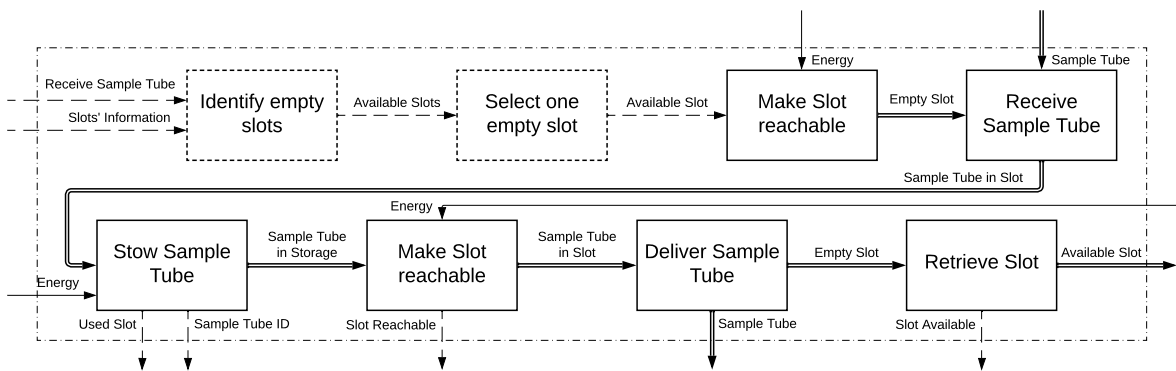 Energy
Sample Tube
Receive Sample Tube
Slots' Information
Identify empty
slots
Available Slots
Select one
empty slot
Available Slot
Make Slot
reachable
Empty Slot
Receive
Sample Tube
Sample Tube in Slot
Energy
Stow Sample
Tube
Sample Tube
in Storage
Make Slot
reachable
Sample Tube
in Slot
Deliver Sample
Tube
Empty Slot
Retrieve Slot
Available Slot
Energy
Used Slot
Sample Tube ID
Slot Reachable
Sample Tube
Slot Available